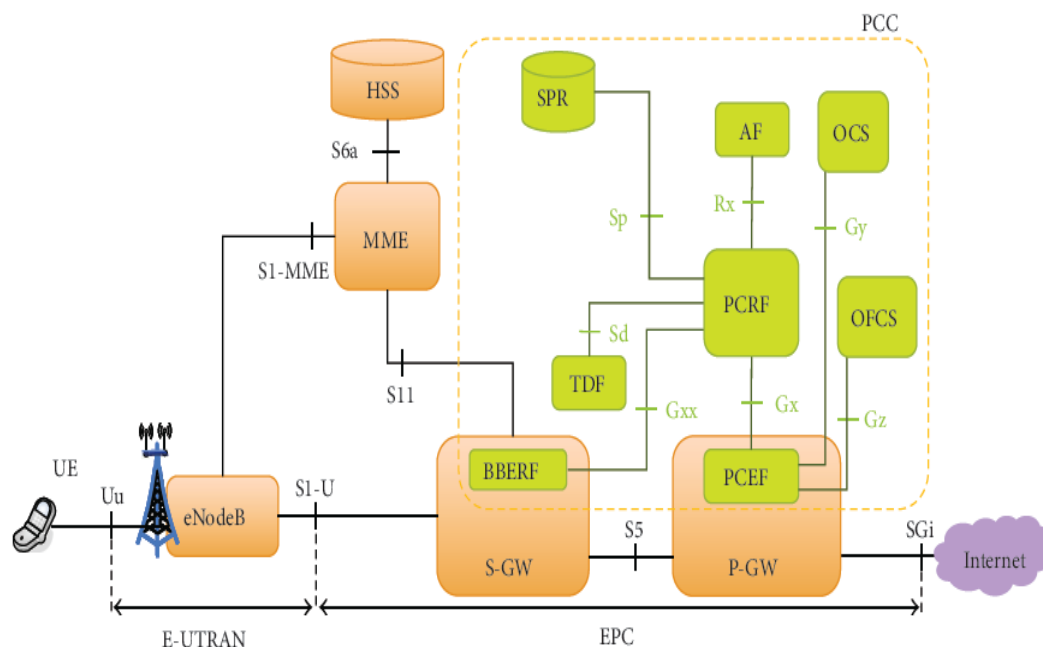 PCC
HSS
SPR
AF
OCS
S6a
Sp
Rx
Gy
MME
S1-MME
PCRF
OFCS
Sd
TDF
S11
Gxx
Gx
Gz
UE
BBERF
PCEF
Uu
eNodeB
S1-U
S5
SGi
S-GW
P-GW
Internet
E-UTRAN
EPC